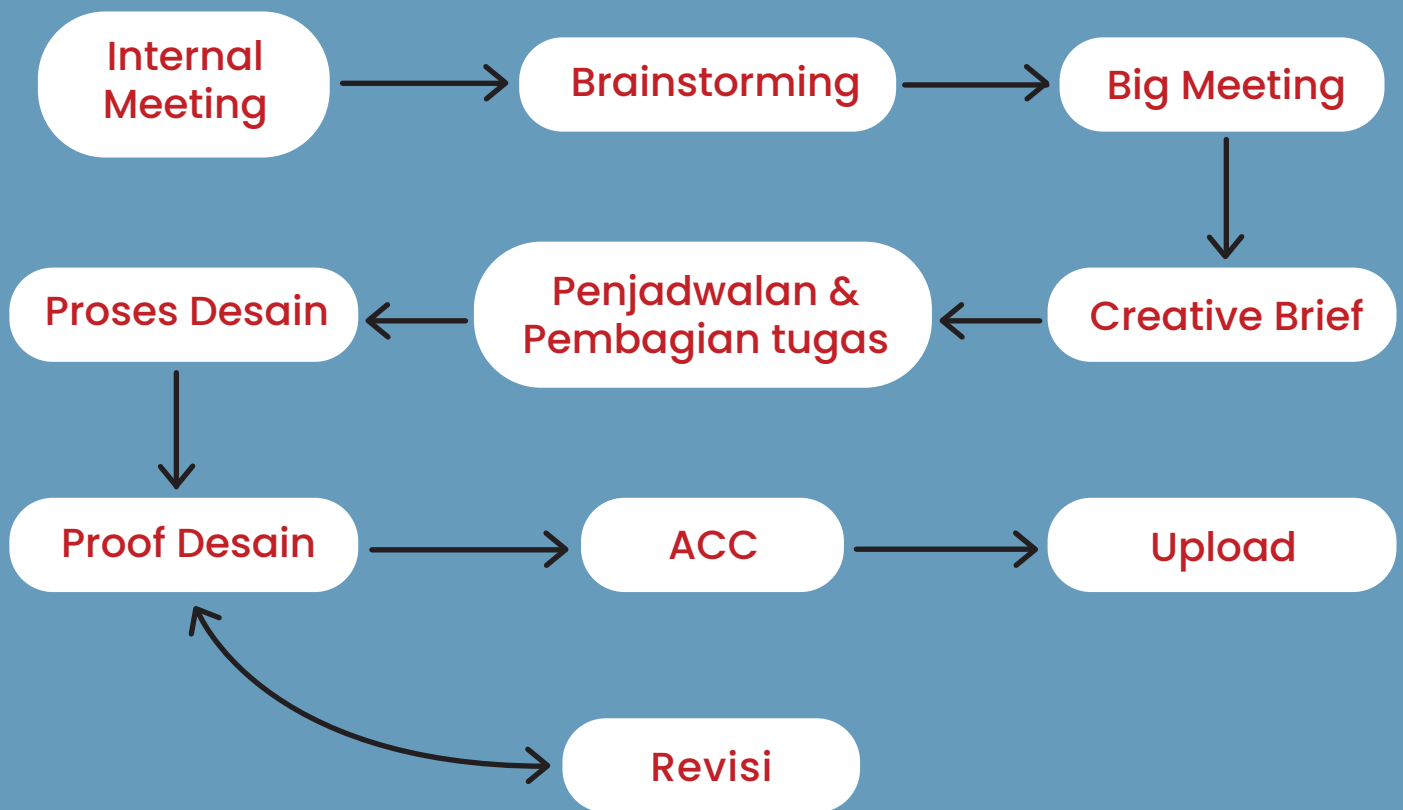 Internal
Meeting
Brainstorming
Big Meeting
Creative Brief
Penjadwalan &
Pembagian tugas
Proses Desain
Proof Desain
ACC
Upload
Revisi